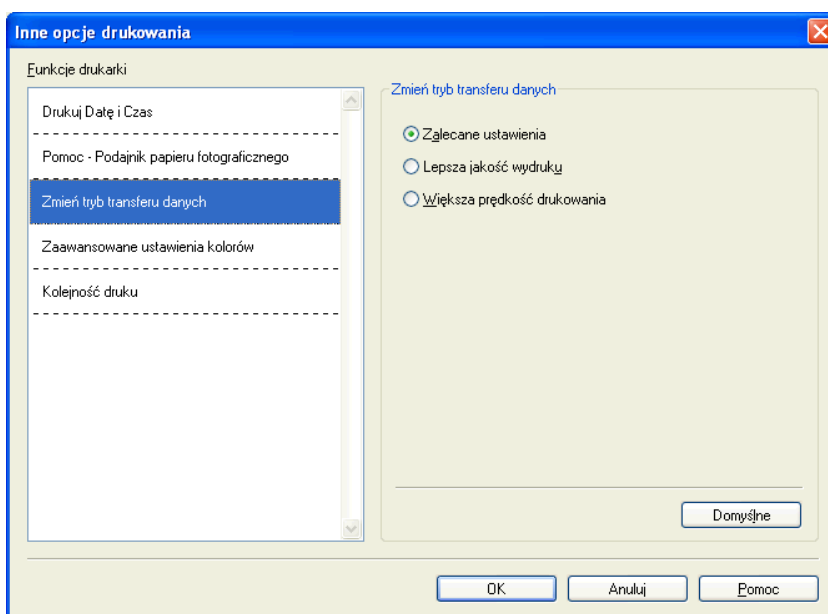 Inne opcje drukowania
Funkcje drukarki
Drukuj Datę i Czas
Pomoc - Podajnik papieru fotograficznego
Zmień tryb transferu danych
Zaawansowane ustawienia kolorów
Kolejność druku
Zmień tryb transferu danych
Zalecane ustawienia
Lepsza jakość wydruku
Większa prędkość drukowania
Domyślne
OK Anuluj Pomoc